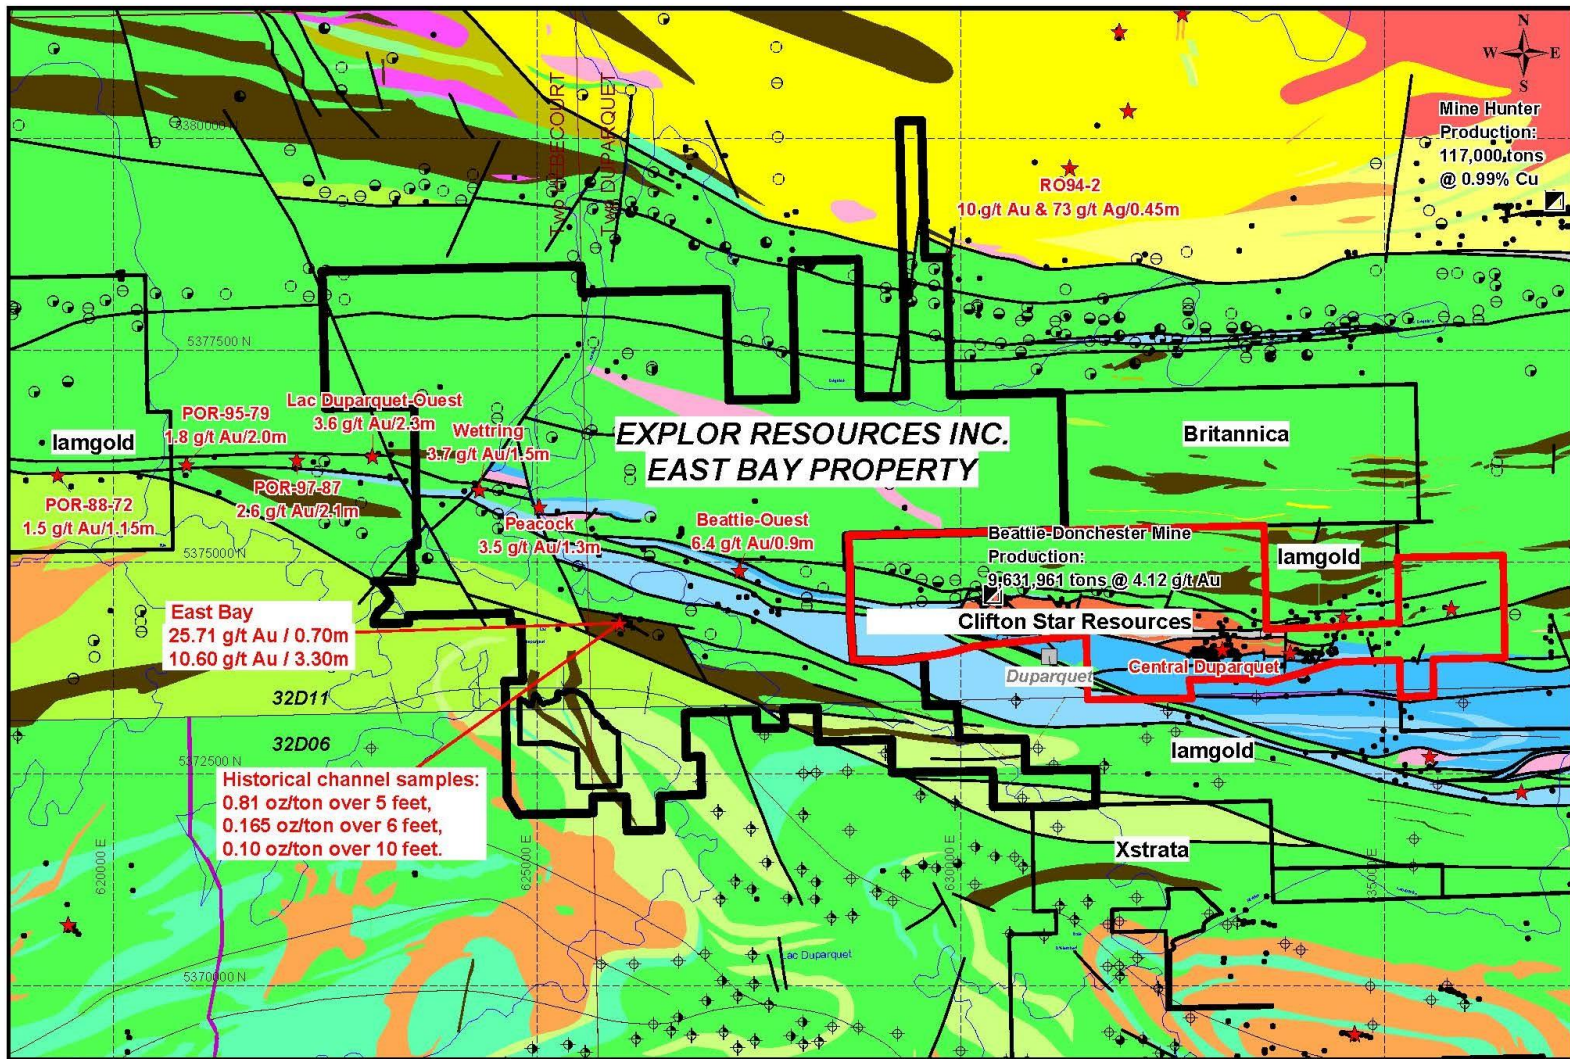 N
W E
S
Mine Hunter
Production:
117,000 tons
@ 0.99% Cu
5380000 N
Twp HEBECOURT
Twp DUPARQUET
RO94-2
10 g/t Au & 73 g/t Ag/0.45m
5377500 N
Lac Duparquet-Ouest
3.6 g/t Au/2.3m
POR-95-79
1.8 g/t Au/2.0m
Iamgold
Wettring
3.7 g/t Au/1.5m
EXPLOR RESOURCES INC.
EAST BAY PROPERTY
Britannica
POR-97-87
2.6 g/t Au/2.1m
POR-88-72
1.5 g/t Au/1.15m
Peacock
3.5 g/t Au/1.3m
Beattie-Ouest
6.4 g/t Au/0.9m
Beattie-Donchester Mine
Production:
9,631,961 tons @ 4.12 g/t Au
Iamgold
5375000 N
East Bay
25.71 g/t Au / 0.70m
10.60 g/t Au / 3.30m
Clifton Star Resources
Central Duparquet
Duparquet
32D11
32D06
Iamgold
5372500 N
Historical channel samples:
0.81 oz/ton over 5 feet,
0.165 oz/ton over 6 feet,
0.10 oz/ton over 10 feet.
Xstrata
620000 E
625000 E
630000 E
635000 E
Lac Duparquet
5370000 N